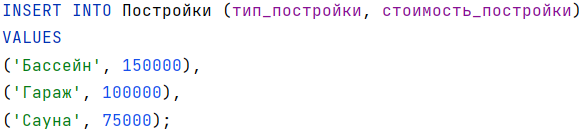 INSERT INTO Постройки (тип_постройки, стоимость_постройки)
VALUES
('Бассейн', 150000),
('Гараж', 100000),
('Сауна', 75000);